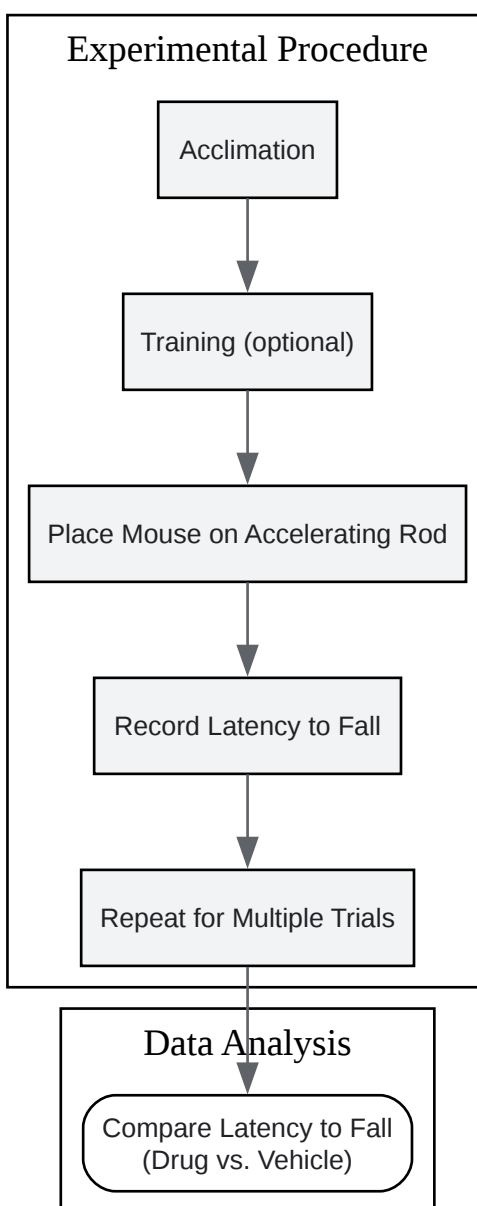 Experimental Procedure
Acclimation
Training (optional)
Place Mouse on Accelerating Rod
Record Latency to Fall
Repeat for Multiple Trials
Data Analysis
Compare Latency to Fall
(Drug vs. Vehicle)